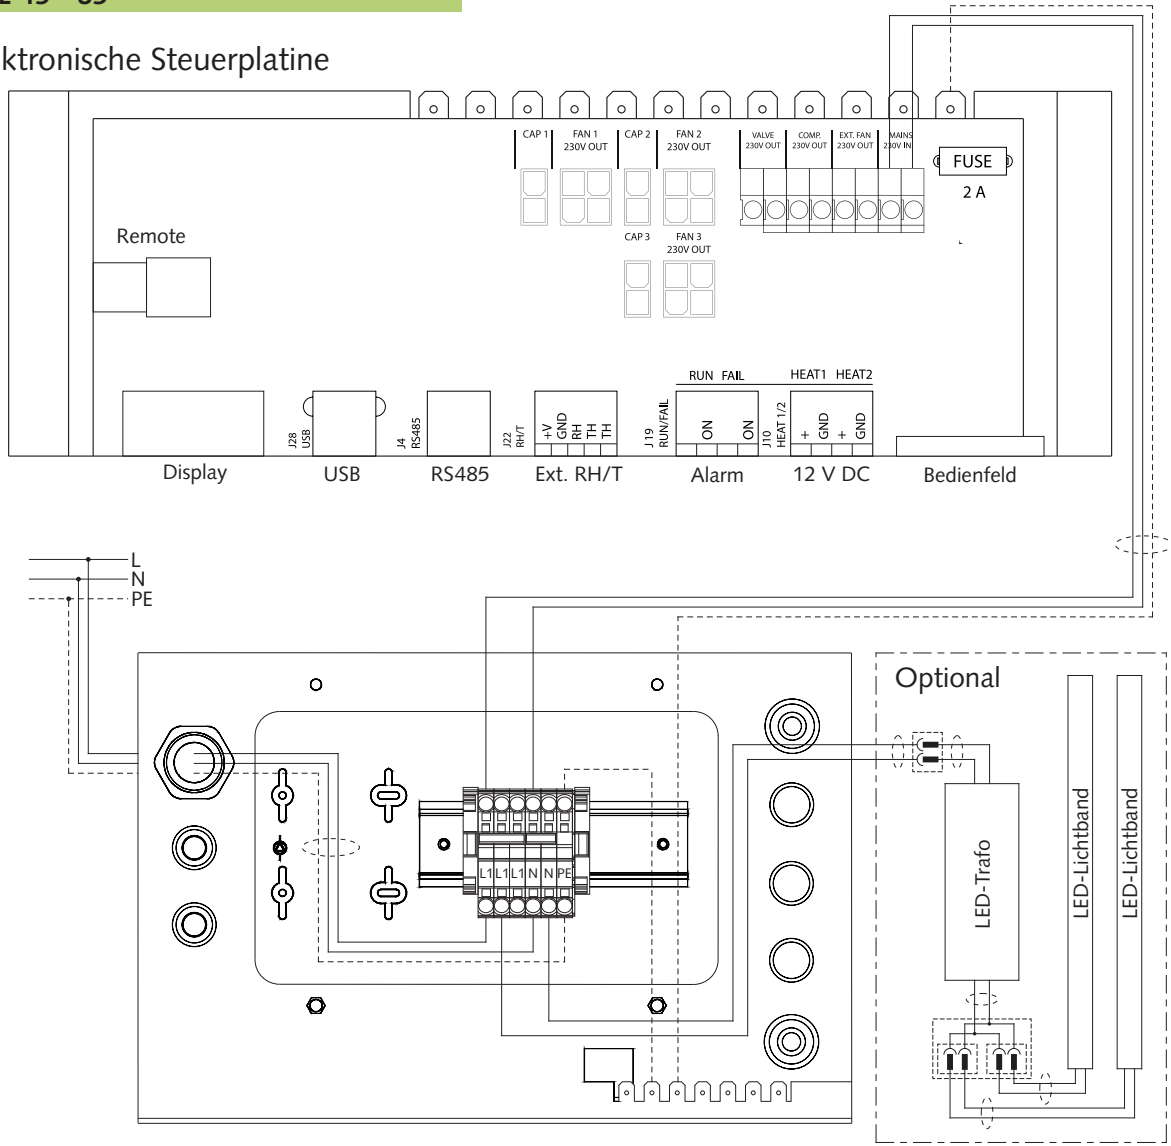 ktronische Steuerplatine
CAP 1
FAN 1
230V OUT
CAP 2
FAN 2
230V OUT
VALVE
230V OUT
COMP.
230V OUT
EXT. FAN
230V OUT
MAINS
230V IN
FUSE
2 A
Remote
CAP 3
FAN 3
230V OUT
RUN FAIL
HEAT1 HEAT2
J28
USB
J4
RS485
J22
RH/T
+V
GND
RH
TH
TH
J19
RUN/FAIL
ON
ON
J10
HEAT 1/2
+
GND
+
GND
Display
USB
RS485
Ext. RH/T
Alarm
12 V DC
Bedienfeld
L
N
PE
Optional
L1 L1 L1 N N PE
LED-Trafo
LED-Lichtband
LED-Lichtband